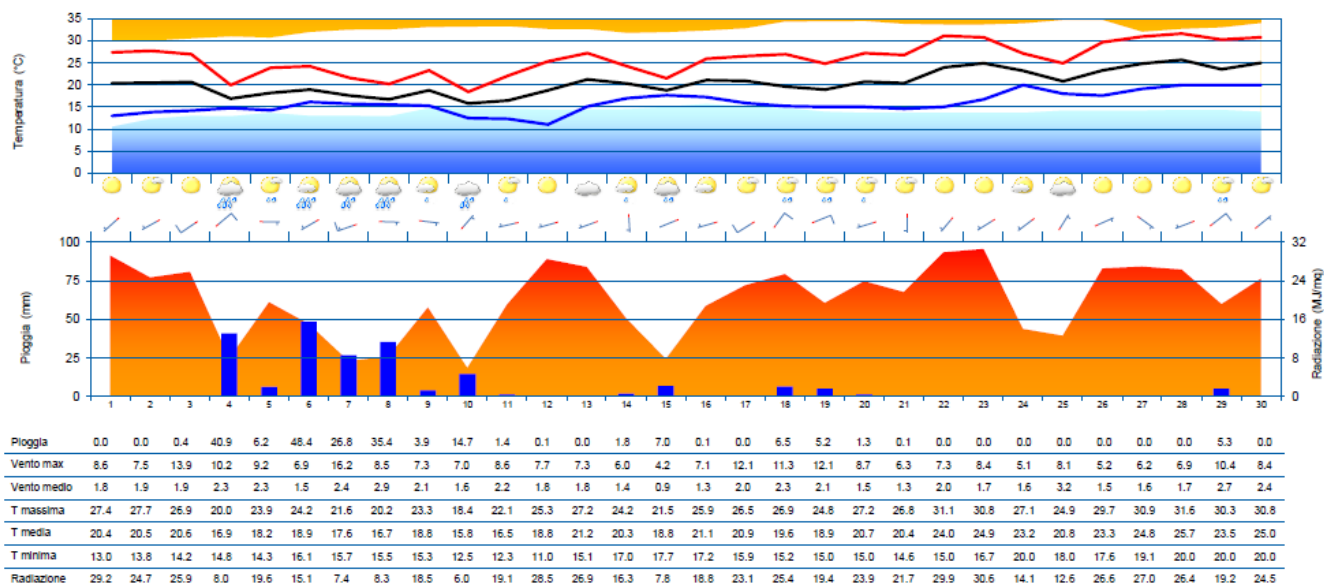 35
30
25
20
15
10
5
0
Temperatura (°C)
100 32
75 24
50 16
25 8
0 0
Pioggia (mm)
Radiazione (MJ/mq)
1 2 3 4 5 6 7 8 9 10 11 12 13 14 15 16 17 18 19 20 21 22 23 24 25 26 27 28 29 30
Pioggia 0.0 0.0 0.4 40.9 6.2 48.4 26.8 35.4 3.9 14.7 1.4 0.1 0.0 1.8 7.0 0.1 0.0 6.5 5.2 1.3 0.1 0.0 0.0 0.0 0.0 0.0 0.0 0.0 5.3 0.0
Vento max 8.6 7.5 13.9 10.2 9.2 6.9 16.2 8.5 7.3 7.0 8.6 7.7 7.3 6.0 4.2 7.1 12.1 11.3 12.1 8.7 6.3 7.3 8.4 5.1 8.1 5.2 6.2 6.9 10.4 8.4
Vento medio 1.8 1.9 1.9 2.3 2.3 1.5 2.4 2.9 2.1 1.6 2.2 1.8 1.8 1.4 0.9 1.3 2.0 2.3 2.1 1.5 1.3 2.0 1.7 1.6 3.2 1.5 1.6 1.7 2.7 2.4
T massima 27.4 27.7 26.9 20.0 23.9 24.2 21.6 20.2 23.3 18.4 22.1 25.3 27.2 24.2 21.5 25.9 26.5 26.9 24.8 27.2 26.8 31.1 30.8 27.1 24.9 29.7 30.9 31.6 30.3 30.8
T media 20.4 20.5 20.6 16.9 18.2 18.9 17.6 16.7 18.8 15.8 16.5 18.8 21.2 20.3 18.8 21.1 20.9 19.6 18.9 20.7 20.4 24.0 24.9 23.2 20.8 23.3 24.8 25.7 23.5 25.0
T minima 13.0 13.8 14.2 14.8 14.3 16.1 15.7 15.5 15.3 12.5 12.3 11.0 15.1 17.0 17.7 17.2 15.9 15.2 15.0 15.0 14.6 15.0 16.7 20.0 18.0 17.6 19.1 20.0 20.0 20.0
Radiazione 29.2 24.7 25.9 8.0 19.6 15.1 7.4 8.3 18.5 6.0 19.1 28.5 26.9 16.3 7.8 18.8 23.1 25.4 19.4 23.9 21.7 29.9 30.6 14.1 12.6 26.6 27.0 26.4 19.2 24.5